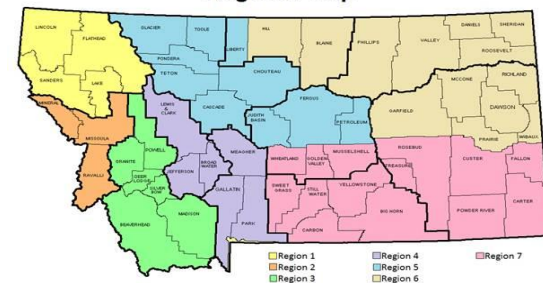 LINCOLN
FLATHEAD
SANDERS
LAKE
GLACIER
TOOLE
LIBERTY
HILL
BLAINE
PHILLIPS
VALLEY
DANIELS
SHERIDAN
ROOSEVELT
PONDERA
TETON
CHOUTEAU
CASCADE
JUDITH BASIN
FERGUS
PETROLEUM
GARFIELD
MCCONE
RICHLAND
DAWSON
PRAIRIE
WIBAUX
MINERAL
MISSOULA
RAVALLI
GRANITE
POWELL
DEER LODGE
SILVER BOW
BEAVERHEAD
MADISON
LEWIS & CLARK
JEFFERSON
BROAD WATER
MEAGHER
GALLATIN
PARK
WHEATLAND
GOLDEN VALLEY
MUSSELSHELL
SWEET GRASS
STILL WATER
YELLOWSTONE
CARBON
BIG HORN
TREASURE
ROSEBUD
CUSTER
FALLON
POWDER RIVER
CARTER
Region 1
Region 2
Region 3
Region 4
Region 5
Region 6
Region 7